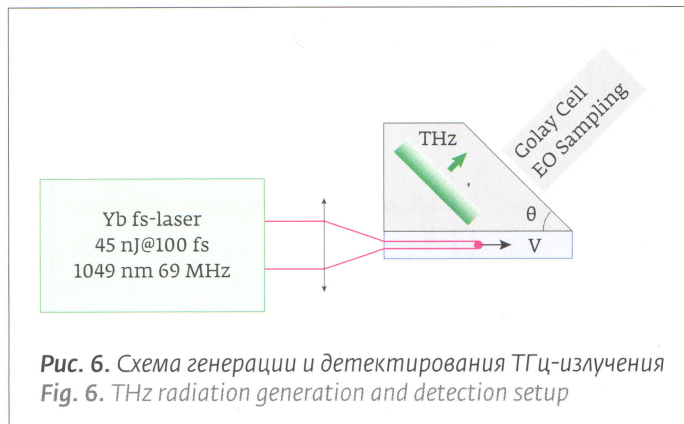 THz
Golay Cell
EO Sampling
Yb fs-laser
45 nJ@100 fs
1049 nm 69 MHz
θ
V
Рис. 6. Схема генерации и детектирования ТГц-излучения
Fig. 6. THz radiation generation and detection setup